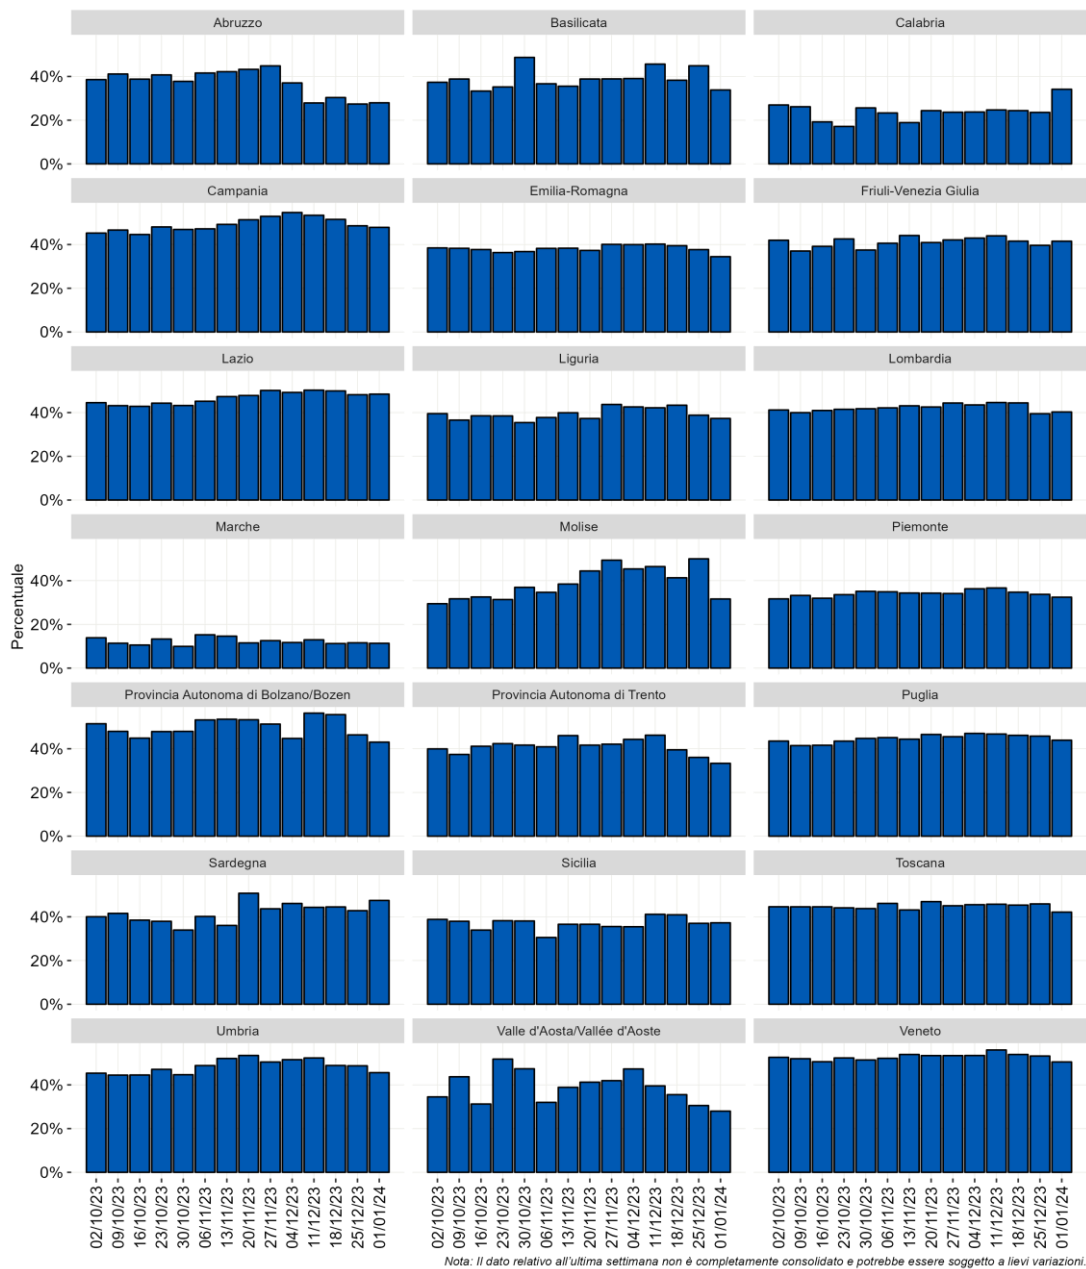 Abruzzo
Basilicata
Calabria
40%
20%
0%
Campania
Emilia-Romagna
Friuli-Venezia Giulia
40%
20%
0%
Lazio
Liguria
Lombardia
40%
20%
0%
Marche
Molise
Piemonte
40%
20%
0%
Percentuale
Provincia Autonoma di Bolzano/Bozen
Provincia Autonoma di Trento
Puglia
40%
20%
0%
Sardegna
Sicilia
Toscana
40%
20%
0%
Umbria
Valle d'Aosta/Vallée d'Aoste
Veneto
40%
20%
0%
02/10/23
09/10/23
16/10/23
23/10/23
30/10/23
06/11/23
13/11/23
20/11/23
27/11/23
04/12/23
11/12/23
18/12/23
25/12/23
01/01/24
02/10/23
09/10/23
16/10/23
23/10/23
30/10/23
06/11/23
13/11/23
20/11/23
27/11/23
04/12/23
11/12/23
18/12/23
25/12/23
01/01/24
02/10/23
09/10/23
16/10/23
23/10/23
30/10/23
06/11/23
13/11/23
20/11/23
27/11/23
04/12/23
11/12/23
18/12/23
25/12/23
01/01/24
Nota: Il dato relativo all'ultima settimana non è completamente consolidato e potrebbe essere soggetto a lievi variazioni.